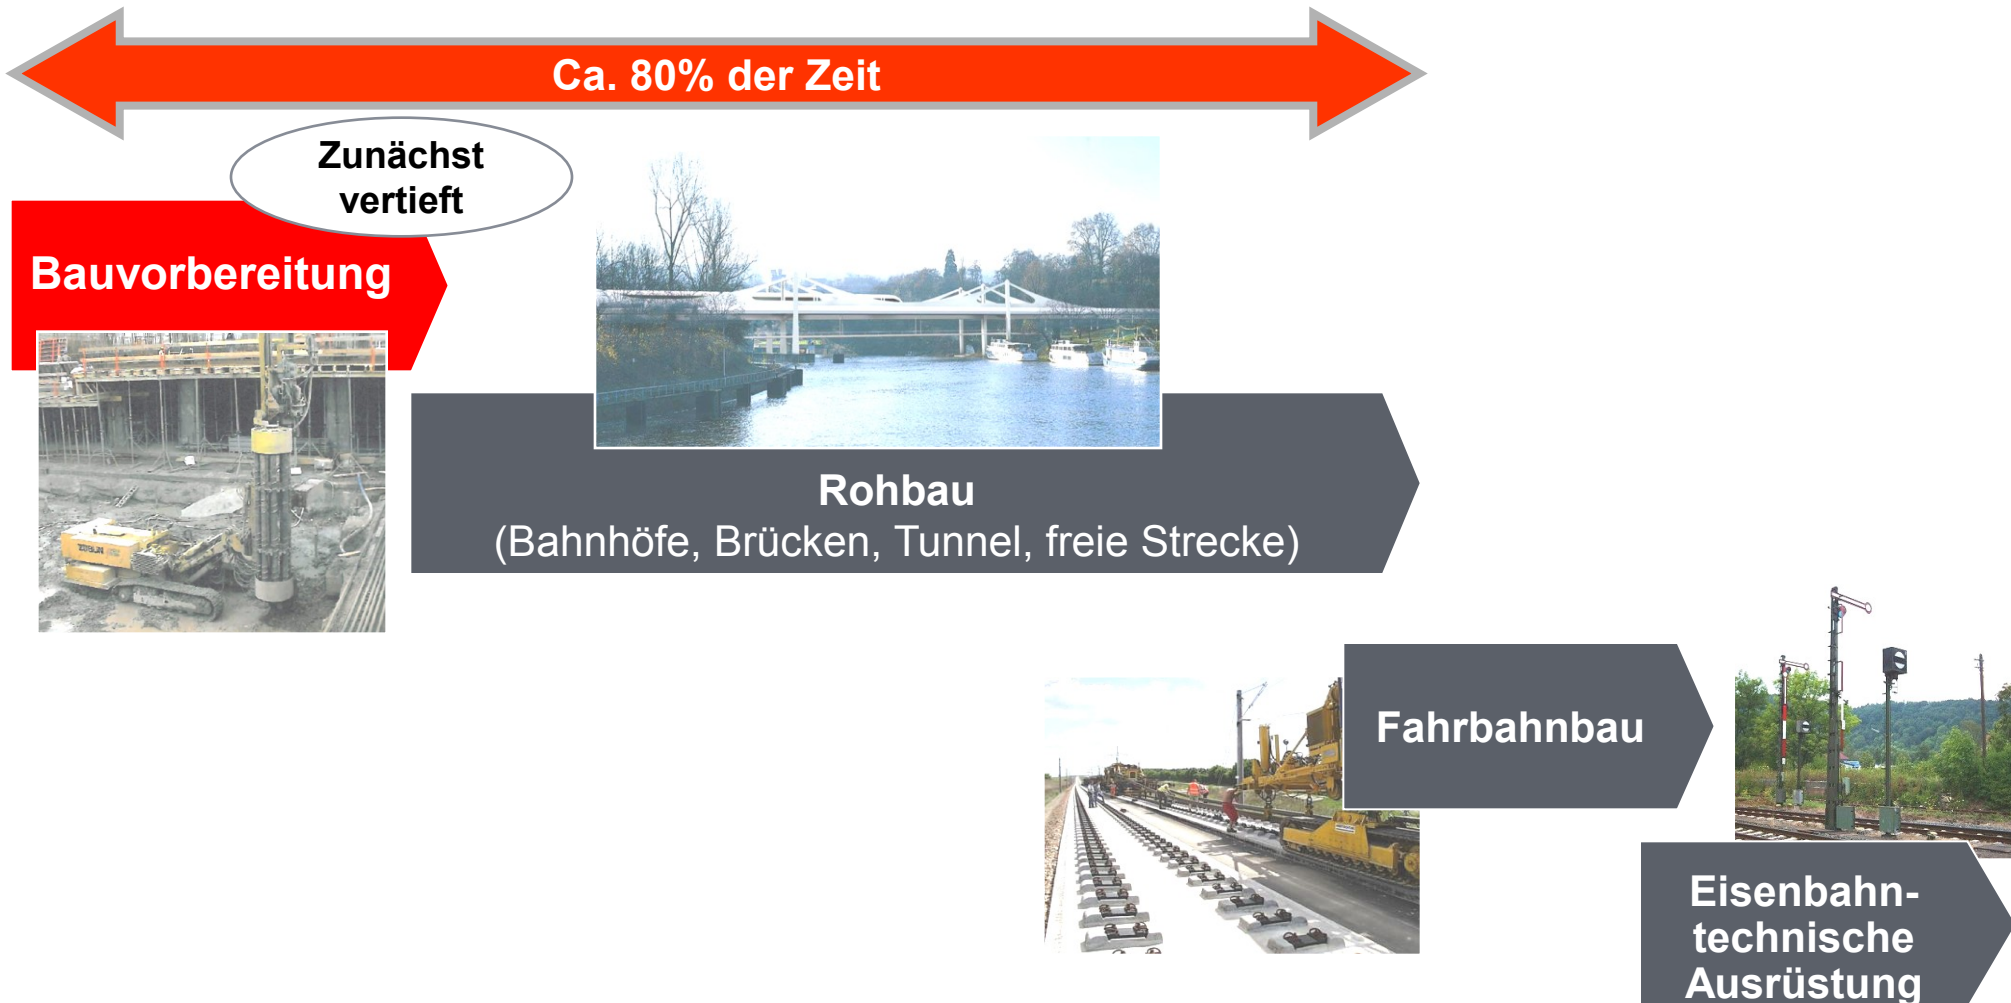 Ca. 80% der Zeit
Zunächst
vertieft
Bauvorbereitung
Rohbau
(Bahnhöfe, Brücken, Tunnel, freie Strecke)
Fahrbahnbau
Eisenbahn-
technische
Ausrüstung